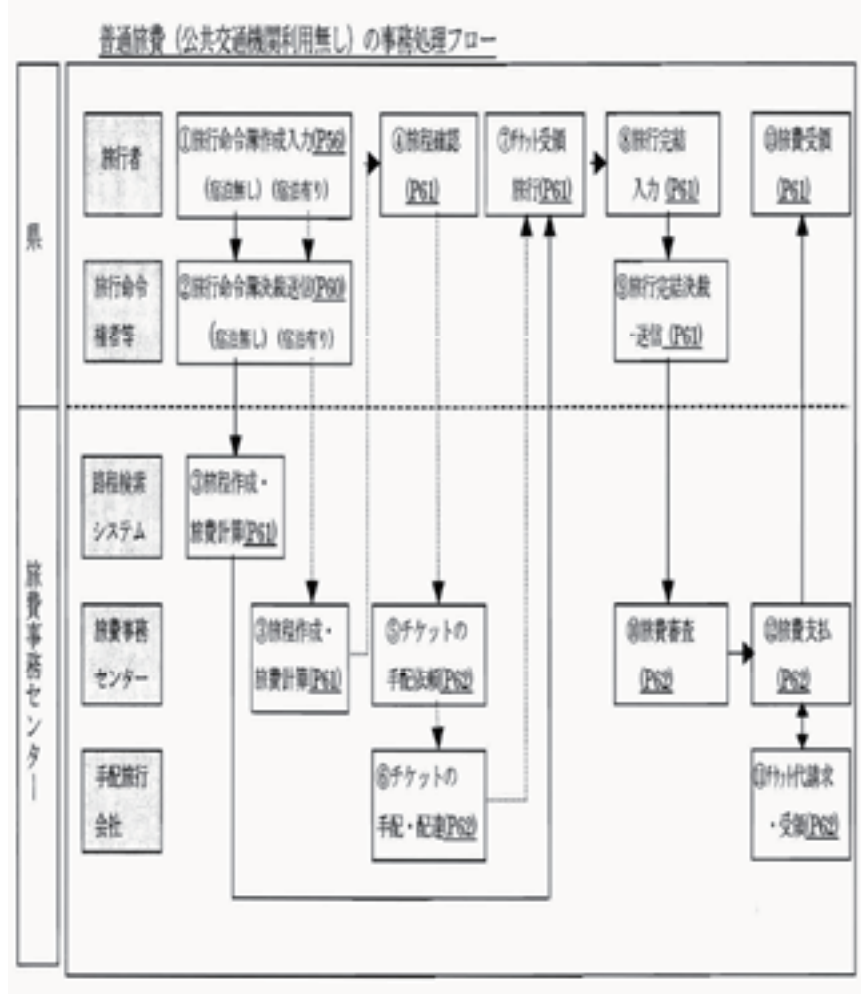 普通旅費（公共交通機関利用無し）の事務処理フロー
県
旅行者
①旅行命令簿作成入力(P56)
(宿泊無し) (宿泊有り)
④旅程確認
(P61)
⑦チケット受領
旅行(P61)
⑧旅行完結
入力 (P61)
旅費受領
(P61)
旅行命令
権者等
②旅行命令簿決裁送信(P60)
(宿泊無し) (宿泊有り)
⑨旅行完結決裁
・送信 (P61)
旅費事務センター
路程検索
システム
③旅程作成・
旅費計算(P61)
旅費事務
センター
③旅程作成・
旅費計算(P61)
⑤チケットの
手配依頼(P62)
⑩旅費審査
(P62)
旅費支払
(P62)
手配旅行
会社
⑥チケットの
手配・配達(P62)
⑪チケット代請求
・受領(P62)